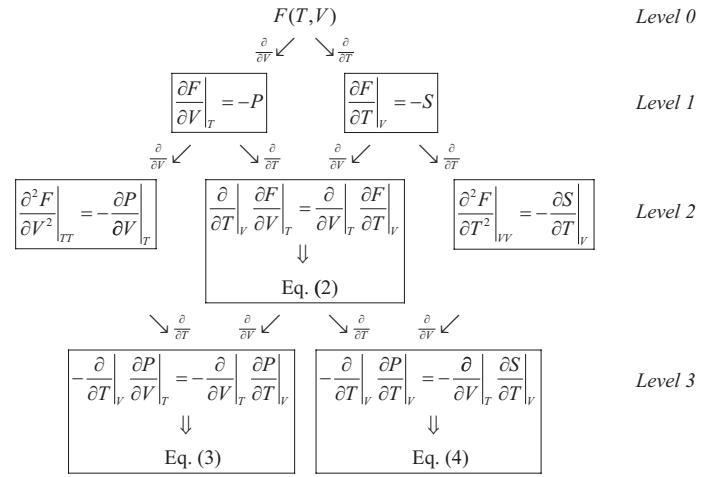 F(T,V) Level 0
∂/∂V ↙ ↘ ∂/∂T
∂F/∂V|_T = −P ∂F/∂T|_V = −S Level 1
∂/∂V ↙ ↘ ∂/∂T ∂/∂V ↙ ↘ ∂/∂T
∂²F/∂V²|_TT = −∂P/∂V|_T ∂/∂T|_V ∂F/∂V|_T = ∂/∂V|_T ∂F/∂T|_V ∂²F/∂T²|_VV = −∂S/∂T|_V Level 2
⇓
Eq. (2)
↘ ∂/∂T ∂/∂V ↙ ↘ ∂/∂T ∂/∂V ↙
−∂/∂T|_V ∂P/∂V|_T = −∂/∂V|_T ∂P/∂T|_V −∂/∂T|_V ∂P/∂T|_V = −∂/∂V|_T ∂S/∂T|_V Level 3
⇓ ⇓
Eq. (3) Eq. (4)